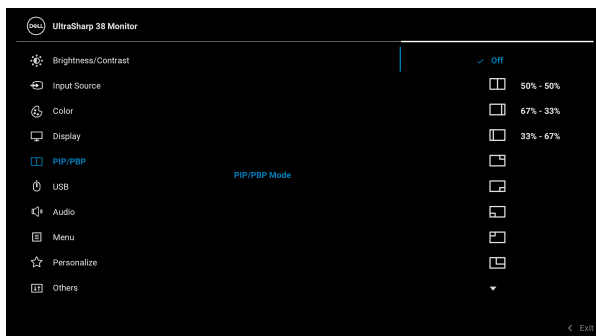 DELL UltraSharp 38 Monitor
Brightness/Contrast
Off
Input Source
50% - 50%
Color
67% - 33%
Display
33% - 67%
PIP/PBP
PIP/PBP Mode
USB
Audio
Menu
Personalize
Others
Exit